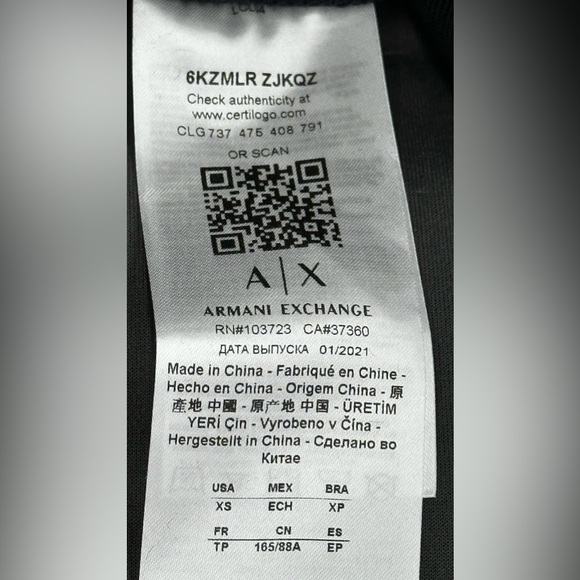 6KZMLR ZJKQZ
Check authenticity at
www.certilogo.com
CLG 737 475 408 791
OR SCAN
A|X
ARMANI EXCHANGE
RN#103723 CA#37360
ДАТА ВЫПУСКА 01/2021
Made in China - Fabriqué en Chine -
Hecho en China - Origem China - 原
產地 中國 - 原产地 中国 - ÜRETİM
YERİ Çin - Vyrobeno v Čína -
Hergestellt in China - Сделано во
Китае
USA MEX BRA
XS ECH XP
FR CN ES
TP 165/88A EP